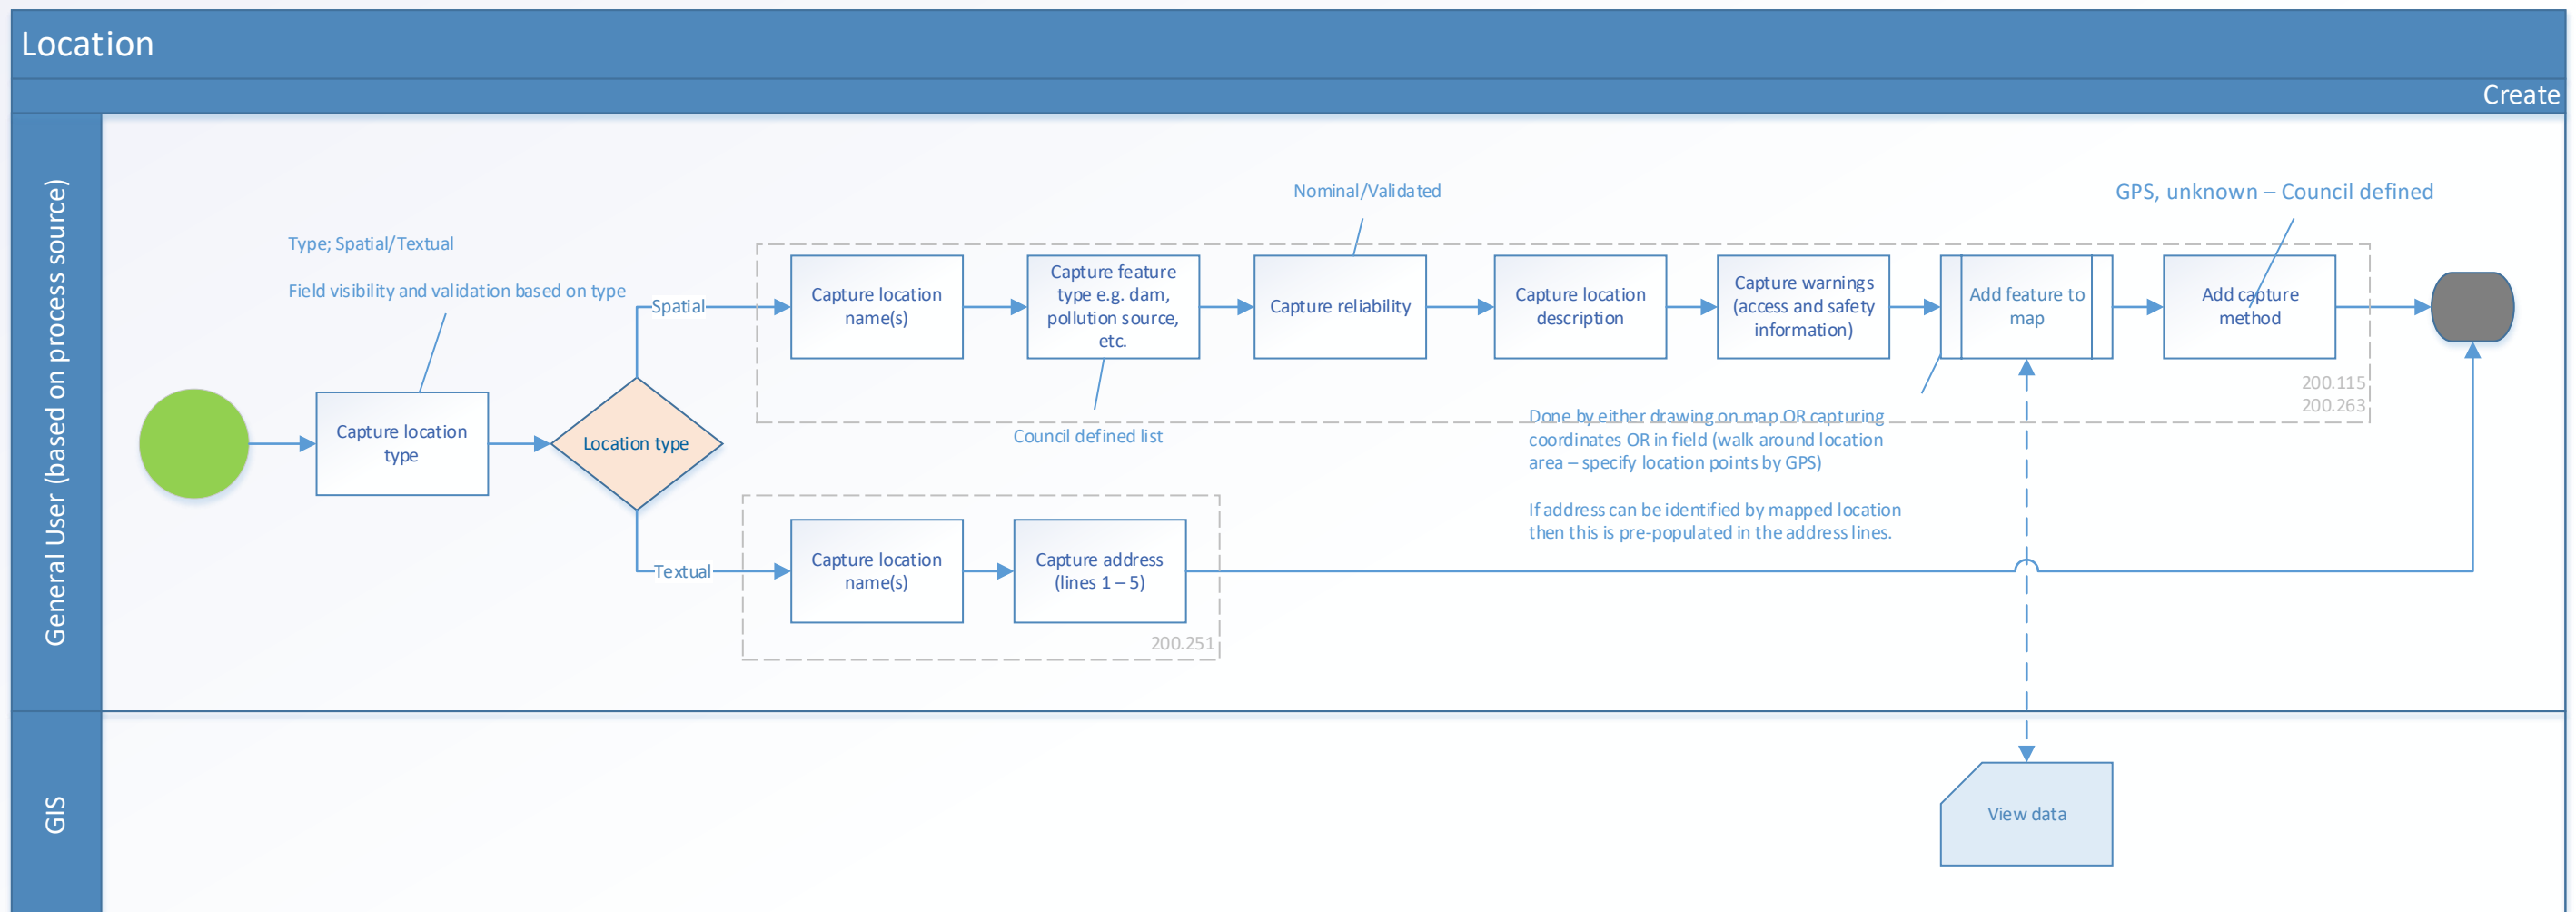 Location
Create
General User (based on process source)
Type; Spatial/Textual
Field visibility and validation based on type
Capture location
type
Location type
Spatial
Textual
Nominal/Validated
GPS, unknown – Council defined
Capture location
name(s)
Capture feature
type e.g. dam,
pollution source,
etc.
Capture reliability
Capture location
description
Capture warnings
(access and safety
information)
Add feature to
map
Add capture
method
200.115
200.263
Council defined list
Done by either drawing on map OR capturing
coordinates OR in field (walk around location
area – specify location points by GPS)
If address can be identified by mapped location
then this is pre-populated in the address lines.
Capture location
name(s)
Capture address
(lines 1 – 5)
200.251
GIS
View data